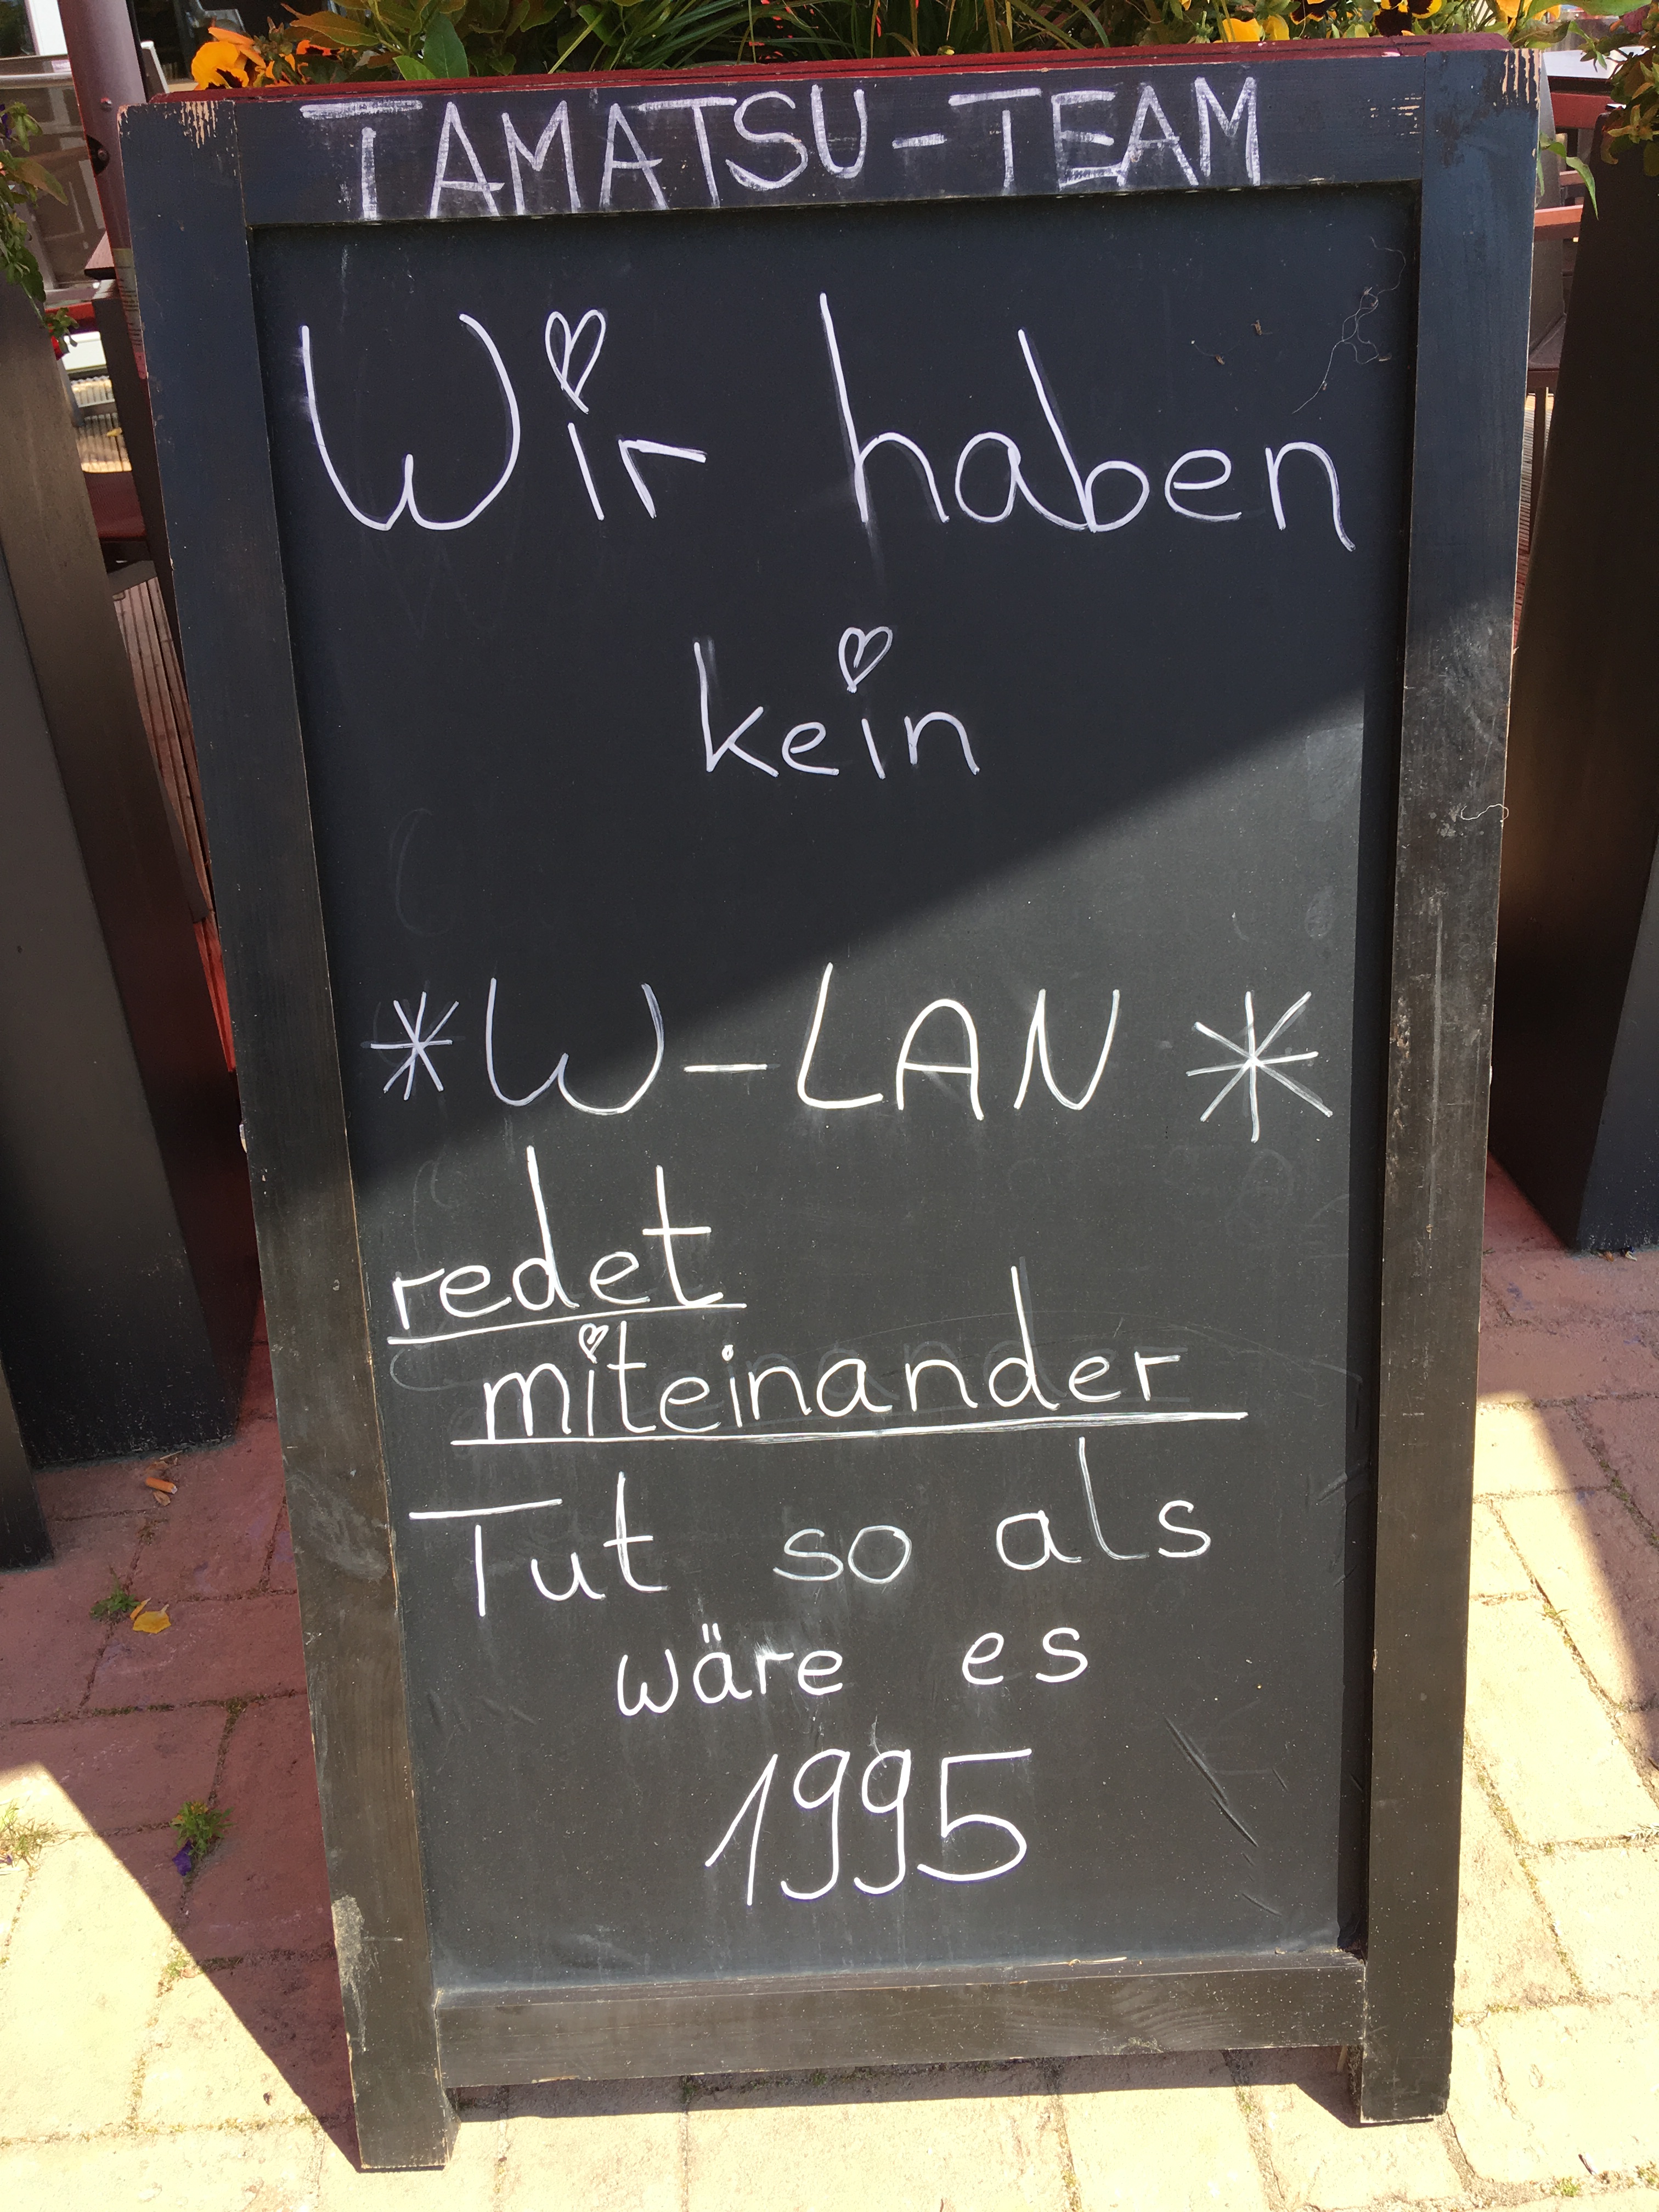 TAMATSU-TEAM
Wir haben
kein
*W-LAN*
redet
miteinander
Tut so als
wäre es
1995